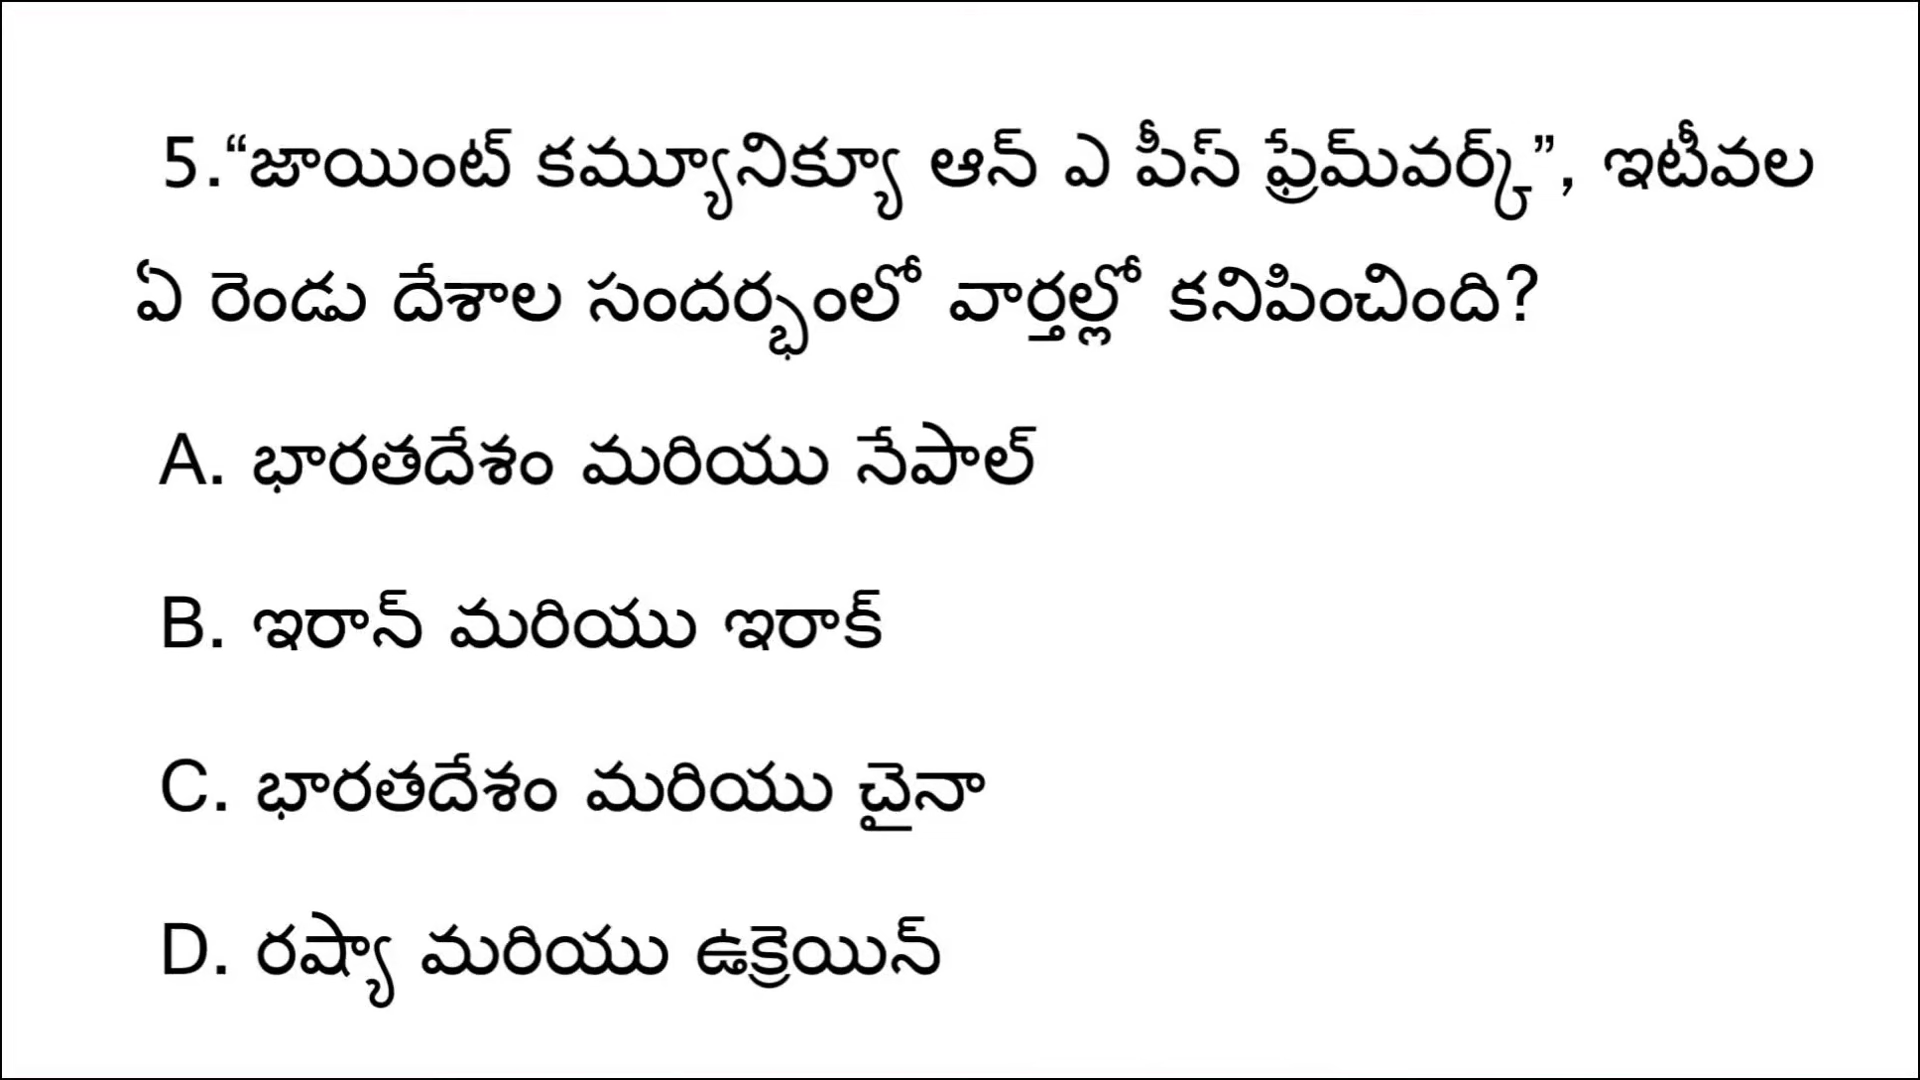 5.“జాయింట్ కమ్యూనిక్యూ ఆన్ ఎ పీస్ ఫ్రేమ్‌వర్క్”, ఇటీవల
ఏ రెండు దేశాల సందర్భంలో వార్తల్లో కనిపించింది?
A. భారతదేశం మరియు నేపాల్
B. ఇరాన్ మరియు ఇరాక్
C. భారతదేశం మరియు చైనా
D. రష్యా మరియు ఉక్రెయిన్